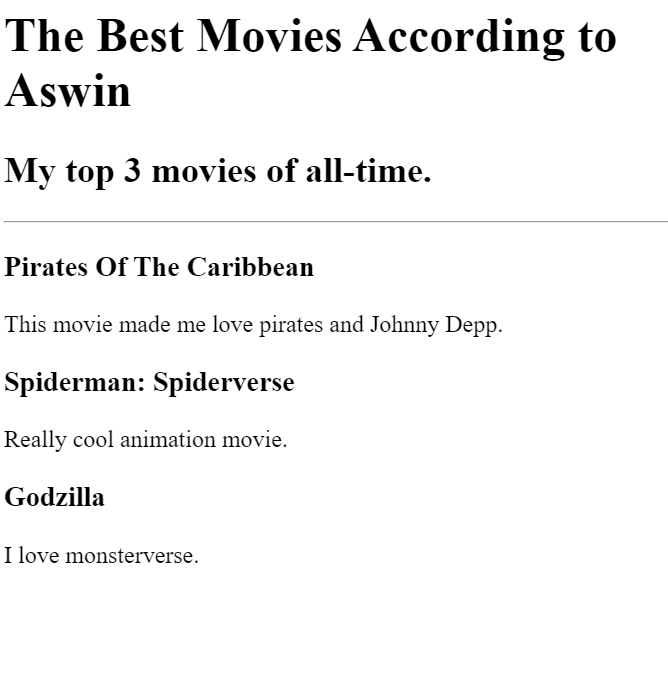 The Best Movies According to
Aswin
My top 3 movies of all-time.
Pirates Of The Caribbean
This movie made me love pirates and Johnny Depp.
Spiderman: Spiderverse
Really cool animation movie.
Godzilla
I love monsterverse.